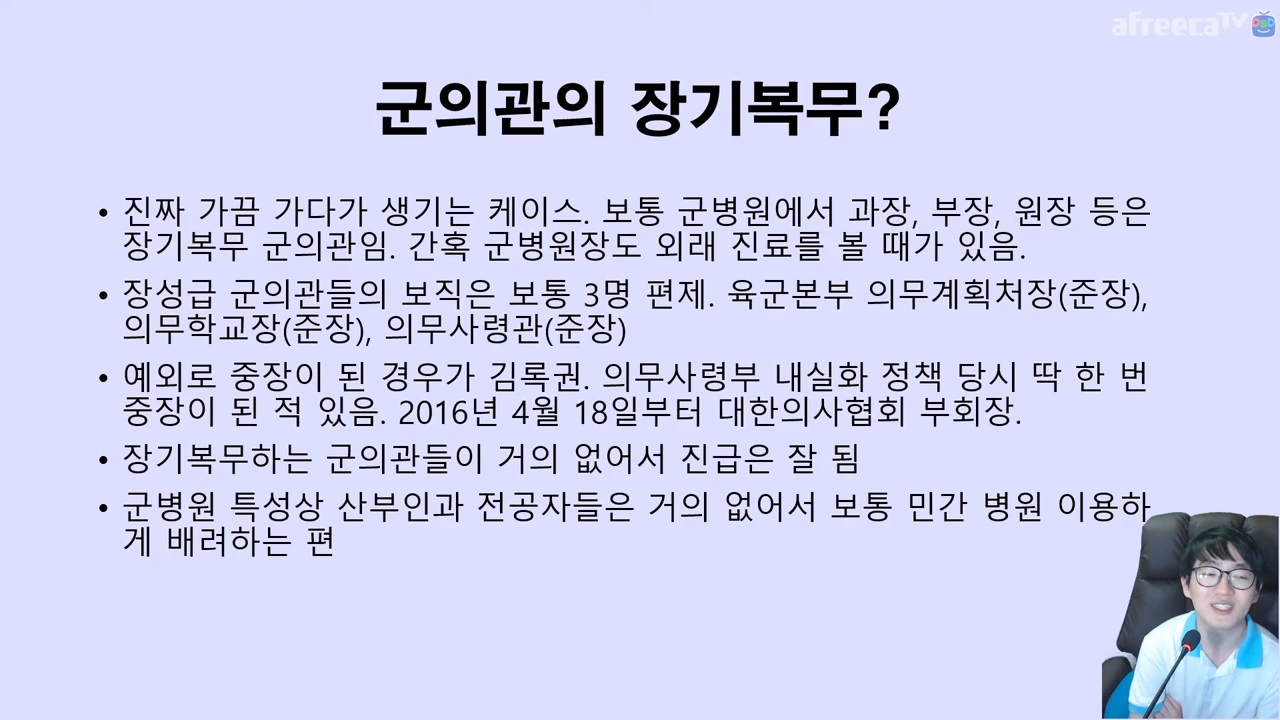 afreecaTV
군의관의 장기복무?
• 진짜 가끔 가다가 생기는 케이스. 보통 군병원에서 과장, 부장, 원장 등은
장기복무 군의관임. 간혹 군병원장도 외래 진료를 볼 때가 있음.
• 장성급 군의관들의 보직은 보통 3명 편제. 육군본부 의무계획처장(준장),
의무학교장(준장), 의무사령관(준장)
• 예외로 중장이 된 경우가 김록권. 의무사령부 내실화 정책 당시 딱 한 번
중장이 된 적 있음. 2016년 4월 18일부터 대한의사협회 부회장.
• 장기복무하는 군의관들이 거의 없어서 진급은 잘 됨
• 군병원 특성상 산부인과 전공자들은 거의 없어서 보통 민간 병원 이용하
게 배려하는 편